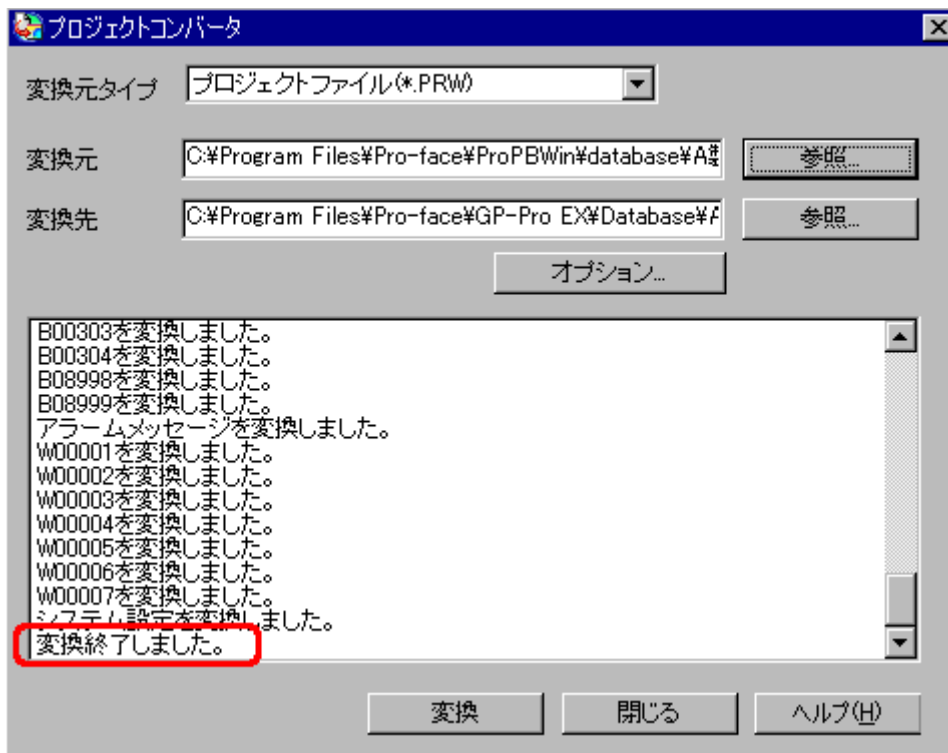 プロジェクトコンバータ
変換元タイプ プロジェクトファイル(*.PRW)
変換元 C:¥Program Files¥Pro-face¥ProPBWin¥database¥A 参照...
変換先 C:¥Program Files¥Pro-face¥GP-Pro EX¥Database¥ 参照...
オプション...
B00303を変換しました。
B00304を変換しました。
B08998を変換しました。
B08999を変換しました。
アラームメッセージを変換しました。
W00001を変換しました。
W00002を変換しました。
W00003を変換しました。
W00004を変換しました。
W00005を変換しました。
W00006を変換しました。
W00007を変換しました。
システム設定を変換しました。
変換終了しました。
変換 閉じる ヘルプ(H)